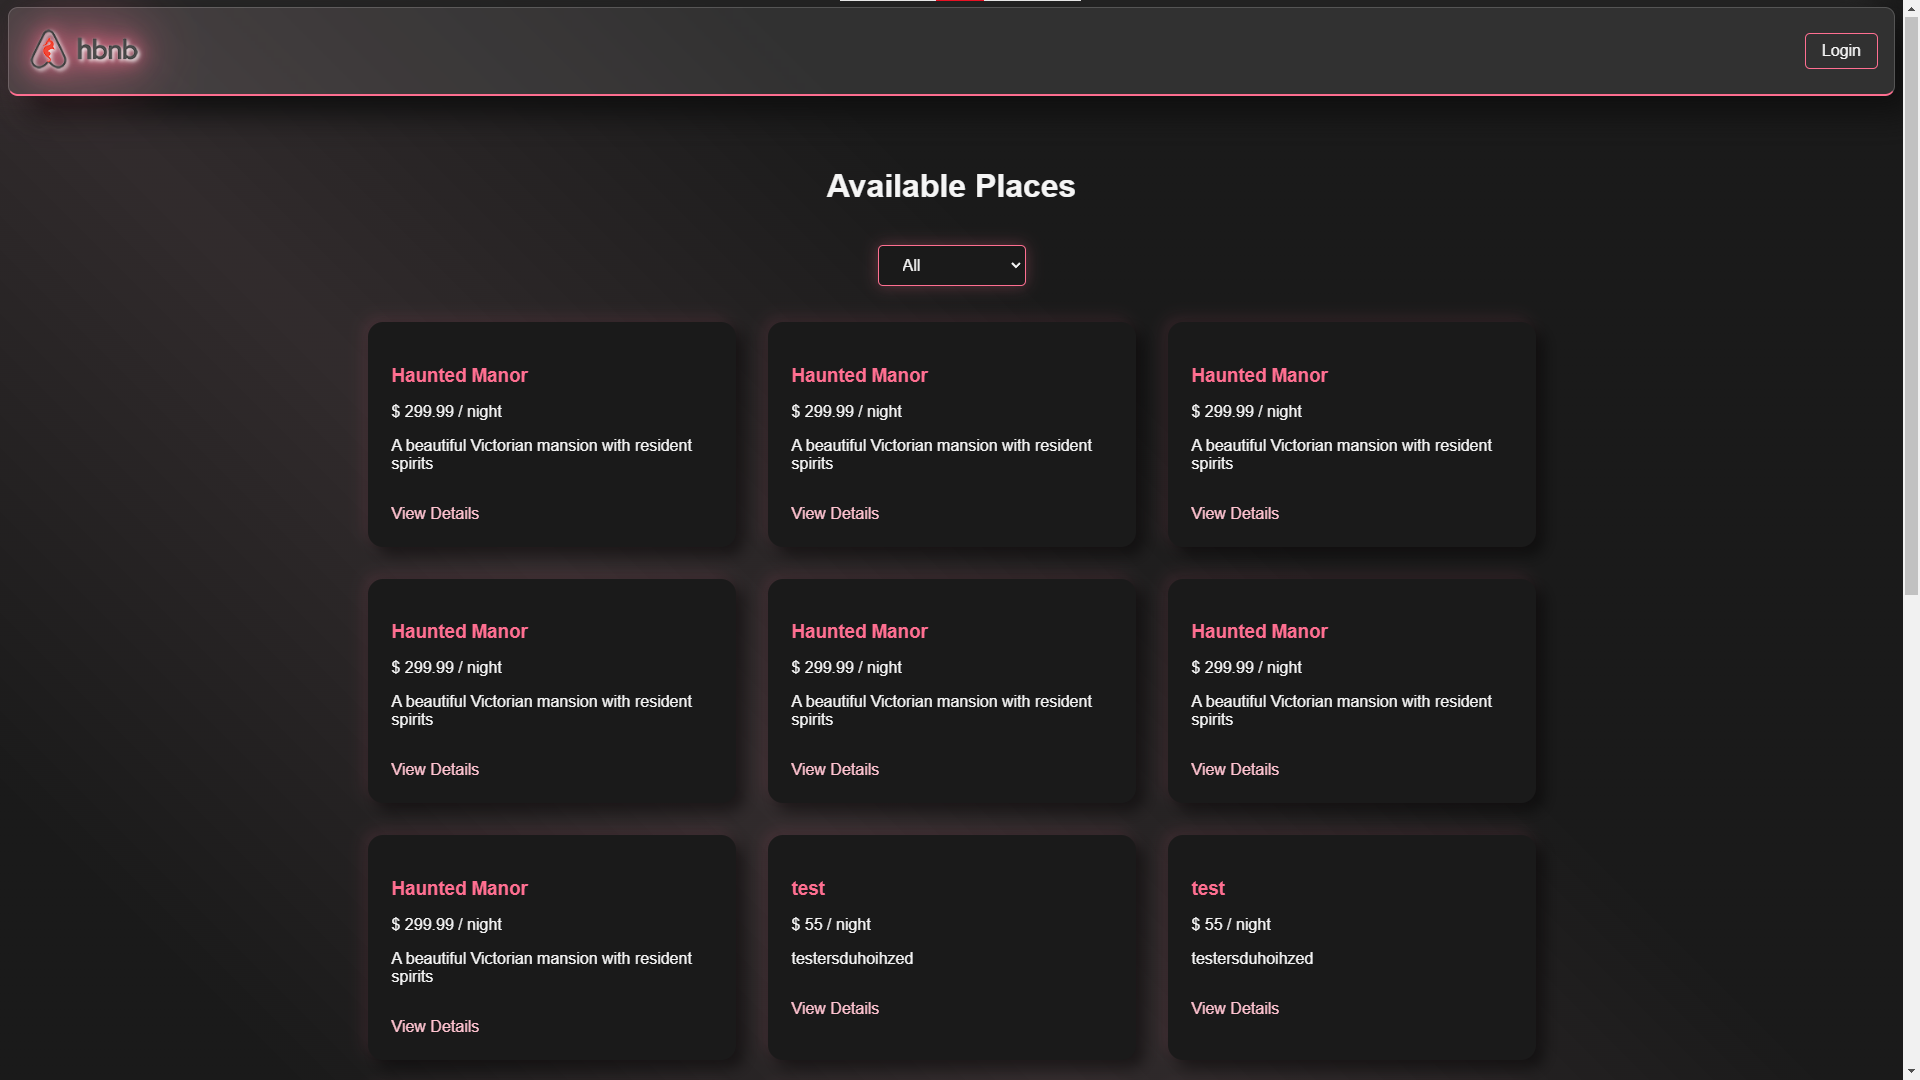 hbnb
Login
Available Places
All
Haunted Manor
$ 299.99 / night
A beautiful Victorian mansion with resident
spirits
View Details
Haunted Manor
$ 299.99 / night
A beautiful Victorian mansion with resident
spirits
View Details
Haunted Manor
$ 299.99 / night
A beautiful Victorian mansion with resident
spirits
View Details
Haunted Manor
$ 299.99 / night
A beautiful Victorian mansion with resident
spirits
View Details
Haunted Manor
$ 299.99 / night
A beautiful Victorian mansion with resident
spirits
View Details
Haunted Manor
$ 299.99 / night
A beautiful Victorian mansion with resident
spirits
View Details
Haunted Manor
$ 299.99 / night
A beautiful Victorian mansion with resident
spirits
View Details
test
$ 55 / night
testersduhoihzed
View Details
test
$ 55 / night
testersduhoihzed
View Details